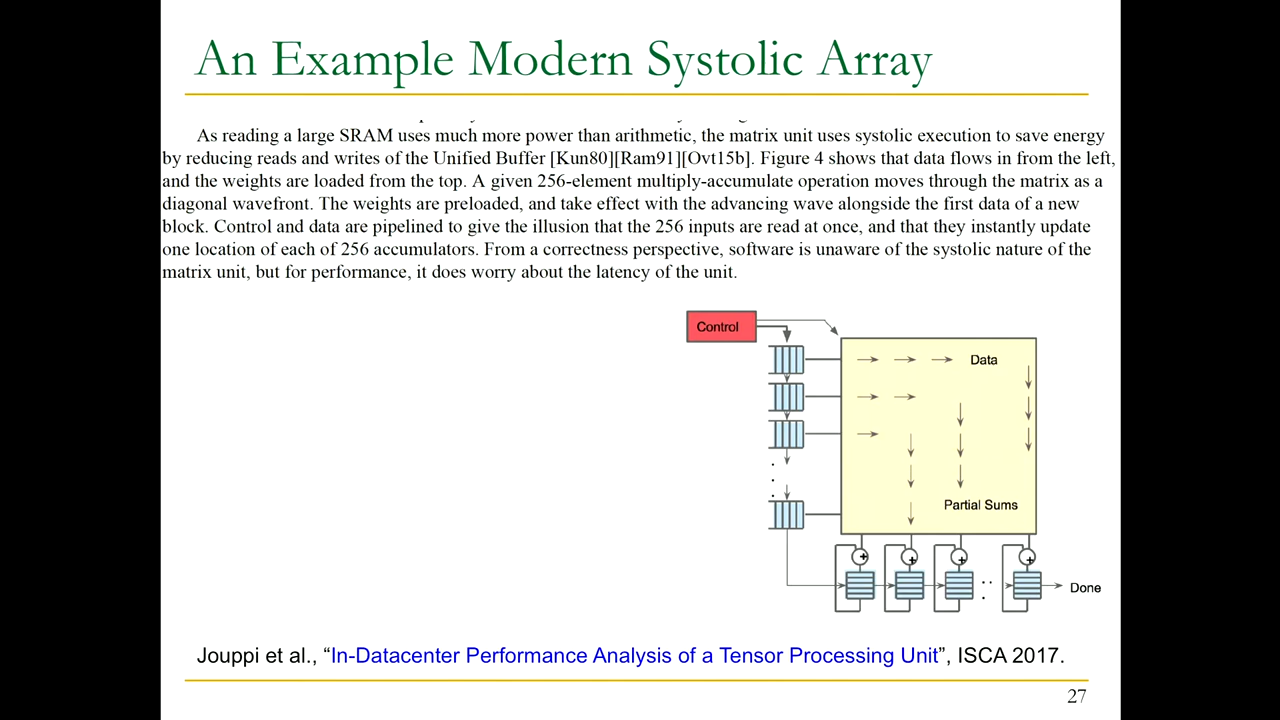 An Example Modern Systolic Array
As reading a large SRAM uses much more power than arithmetic, the matrix unit uses systolic execution to save energy
by reducing reads and writes of the Unified Buffer [Kun80][Ram91][Ovt15b]. Figure 4 shows that data flows in from the left,
and the weights are loaded from the top. A given 256-element multiply-accumulate operation moves through the matrix as a
diagonal wavefront. The weights are preloaded, and take effect with the advancing wave alongside the first data of a new
block. Control and data are pipelined to give the illusion that the 256 inputs are read at once, and that they instantly update
one location of each of 256 accumulators. From a correctness perspective, software is unaware of the systolic nature of the
matrix unit, but for performance, it does worry about the latency of the unit.
Control
Data
Partial Sums
+ + + +
Done
Jouppi et al., “In-Datacenter Performance Analysis of a Tensor Processing Unit”, ISCA 2017.
27